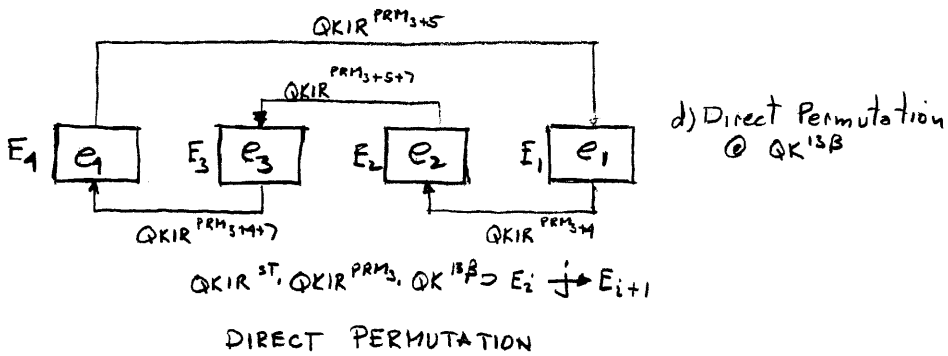 QKIR PRM3+5
QKIR PRM3+5+7
E4 e4 E3 e3 E2 e2 E1 e1
d) Direct Permutation
@ QK 13β
QKIR PRM3+4+7 QKIR PRM3+4
QKIR ST . QKIR PRM3 . QK 13β ⊃ Ei j→ Ei+1
DIRECT PERMUTATION